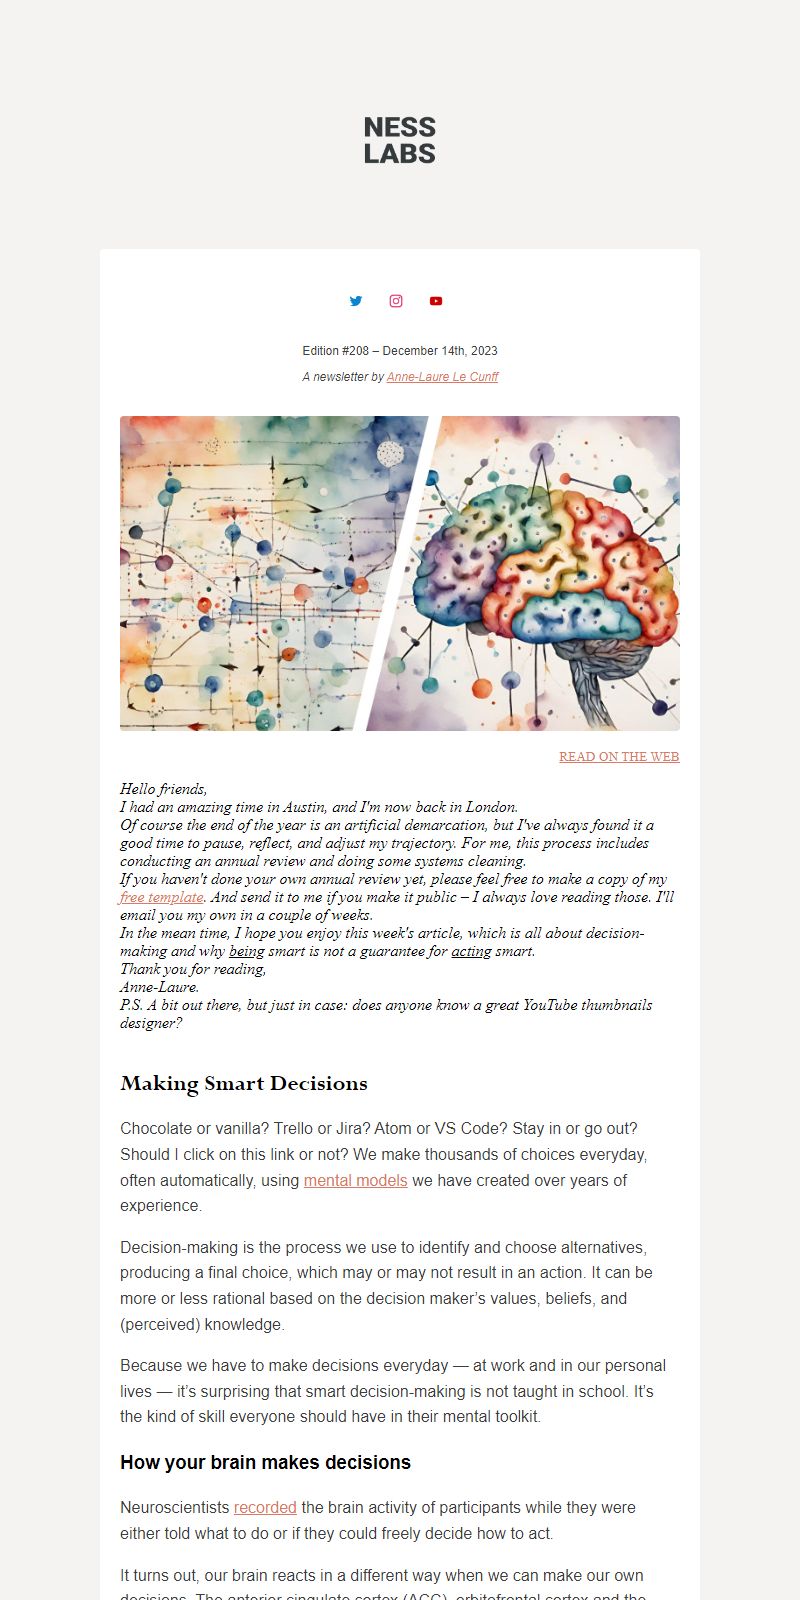 NESS
LABS
Edition #208 – December 14th, 2023
A newsletter by Anne-Laure Le Cunff
READ ON THE WEB
Hello friends,
I had an amazing time in Austin, and I'm now back in London.
Of course the end of the year is an artificial demarcation, but I've always found it a
good time to pause, reflect, and adjust my trajectory. For me, this process includes
conducting an annual review and doing some systems cleaning.
If you haven't done your own annual review yet, please feel free to make a copy of my
free template. And send it to me if you make it public – I always love reading those. I'll
email you my own in a couple of weeks.
In the mean time, I hope you enjoy this week's article, which is all about decision-
making and why being smart is not a guarantee for acting smart.
Thank you for reading,
Anne-Laure.
P.S. A bit out there, but just in case: does anyone know a great YouTube thumbnails
designer?
Making Smart Decisions
Chocolate or vanilla? Trello or Jira? Atom or VS Code? Stay in or go out?
Should I click on this link or not? We make thousands of choices everyday,
often automatically, using mental models we have created over years of
experience.
Decision-making is the process we use to identify and choose alternatives,
producing a final choice, which may or may not result in an action. It can be
more or less rational based on the decision maker’s values, beliefs, and
(perceived) knowledge.
Because we have to make decisions everyday — at work and in our personal
lives — it’s surprising that smart decision-making is not taught in school. It’s
the kind of skill everyone should have in their mental toolkit.
How your brain makes decisions
Neuroscientists recorded the brain activity of participants while they were
either told what to do or if they could freely decide how to act.
It turns out, our brain reacts in a different way when we can make our own
decisions. The anterior cingulate cortex (ACC), orbitofrontal cortex and the